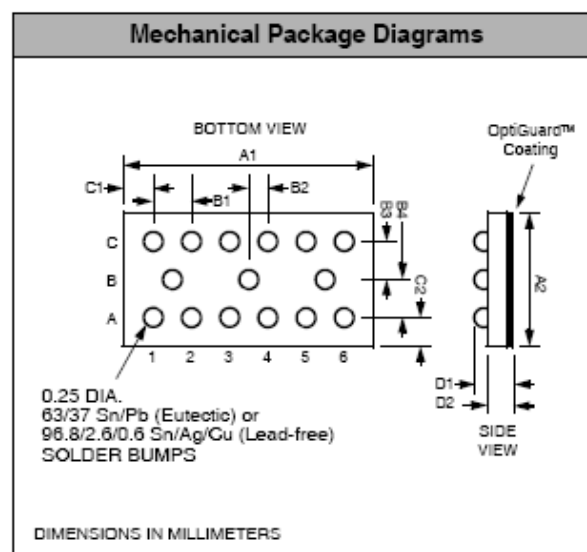 Mechanical Package Diagrams
BOTTOM VIEW
OptiGuard™
Coating
A1
C1
B1
B2
B3
B4
C
B
A
C2
A2
1 2 3 4 5 6
D1
D2
0.25 DIA.
63/37 Sn/Pb (Eutectic) or
96.8/2.6/0.6 Sn/Ag/Cu (Lead-free)
SOLDER BUMPS
SIDE
VIEW
DIMENSIONS IN MILLIMETERS